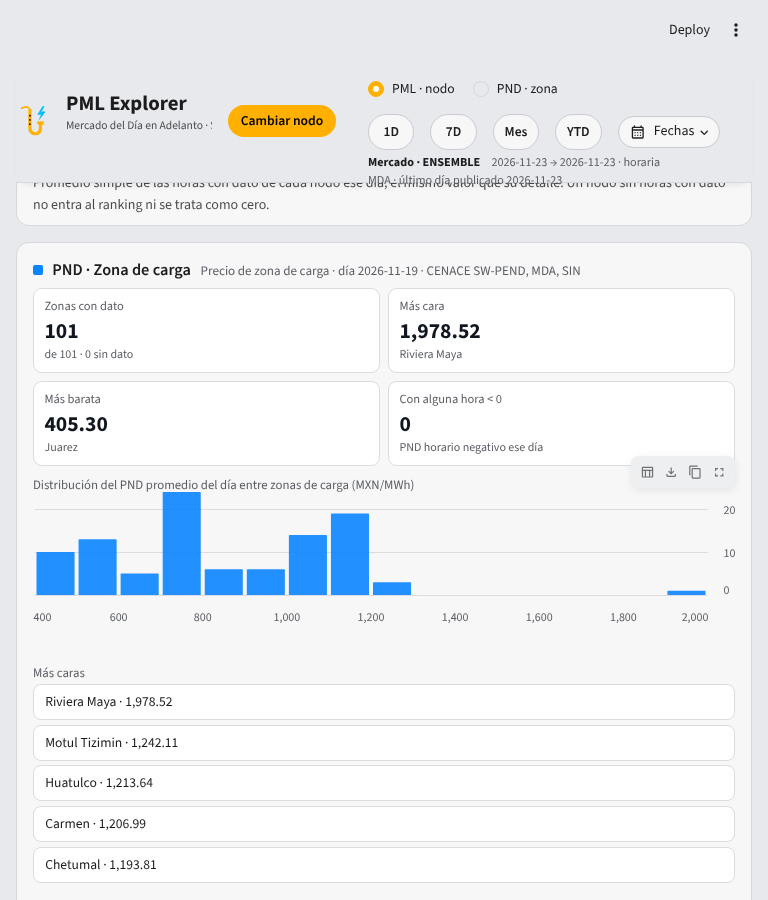 Deploy
PML Explorer
Mercado del Día en Adelanto ·
Cambiar nodo
PML · nodo
PND · zona
1D
7D
Mes
YTD
Fechas
Mercado · ENSEMBLE 2026-11-23 → 2026-11-23 · horaria
MDA · último día publicado 2026-11-23
Promedio simple de las horas con dato de cada nodo ese día, el mismo valor que su detalle. Un nodo sin horas con dato
no entra al ranking ni se trata como cero.
PND · Zona de carga Precio de zona de carga · día 2026-11-19 · CENACE SW-PEND, MDA, SIN
Zonas con dato
101
de 101 · 0 sin dato
Más cara
1,978.52
Riviera Maya
Más barata
405.30
Juarez
Con alguna hora < 0
0
PND horario negativo ese día
Distribución del PND promedio del día entre zonas de carga (MXN/MWh)
20
10
0
400 600 800 1,000 1,200 1,400 1,600 1,800 2,000
Más caras
Riviera Maya · 1,978.52
Motul Tizimin · 1,242.11
Huatulco · 1,213.64
Carmen · 1,206.99
Chetumal · 1,193.81